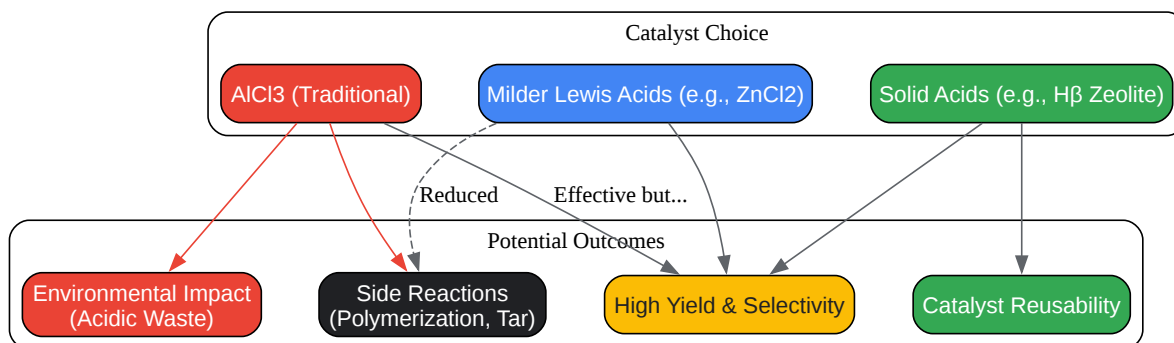 Catalyst Choice
AlCl3 (Traditional)
Milder Lewis Acids (e.g., ZnCl2)
Solid Acids (e.g., Hβ Zeolite)
Reduced
Effective but...
Potential Outcomes
Environmental Impact
(Acidic Waste)
Side Reactions
(Polymerization, Tar)
High Yield & Selectivity
Catalyst Reusability